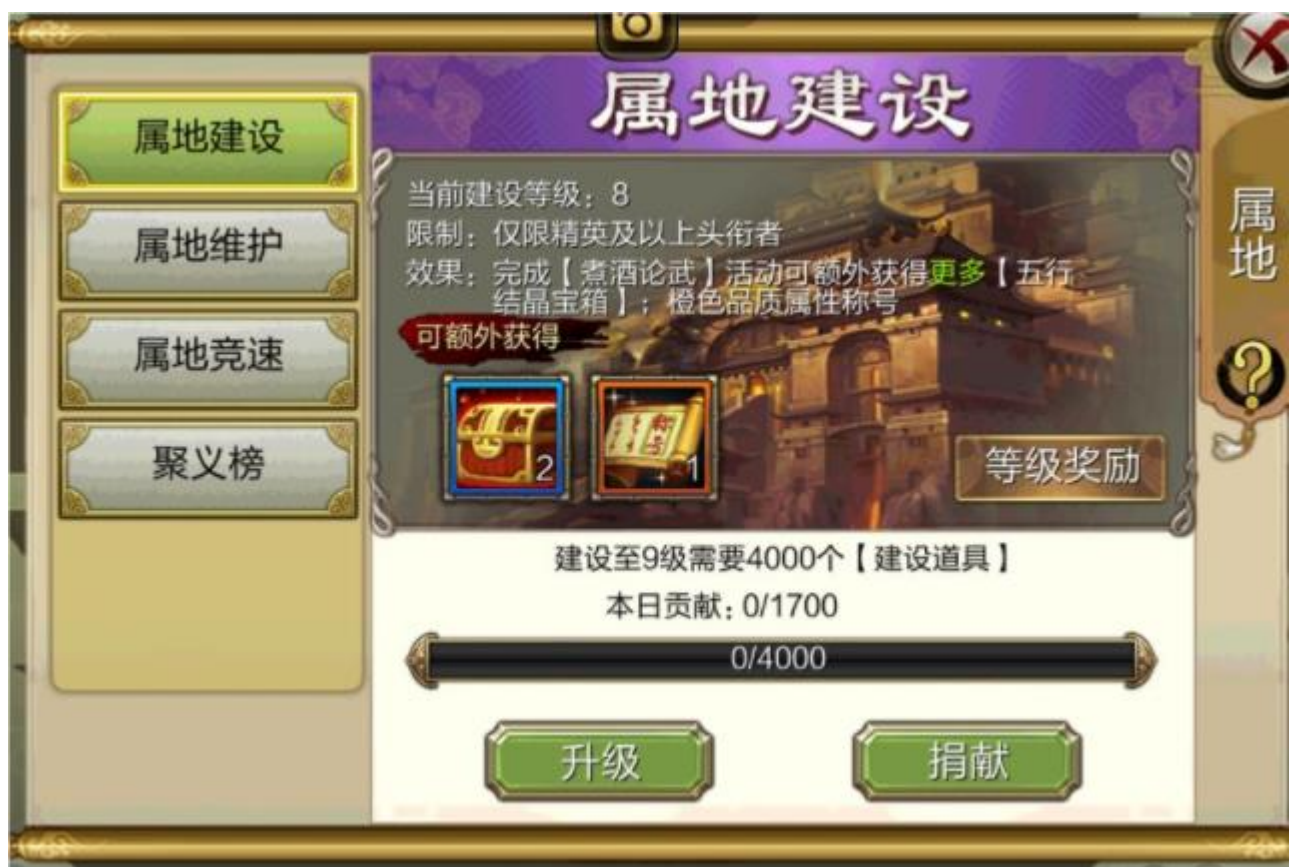 属地建设
属地建设
属地维护
属地竞速
聚义榜
属地
当前建设等级：8
限制：仅限精英及以上头衔者
效果：完成【煮酒论武】活动可额外获得更多【五行
结晶宝箱】；橙色品质属性称号
可额外获得
2
称号
1
等级奖励
建设至9级需要4000个【建设道具】
本日贡献：0/1700
0/4000
升级
捐献